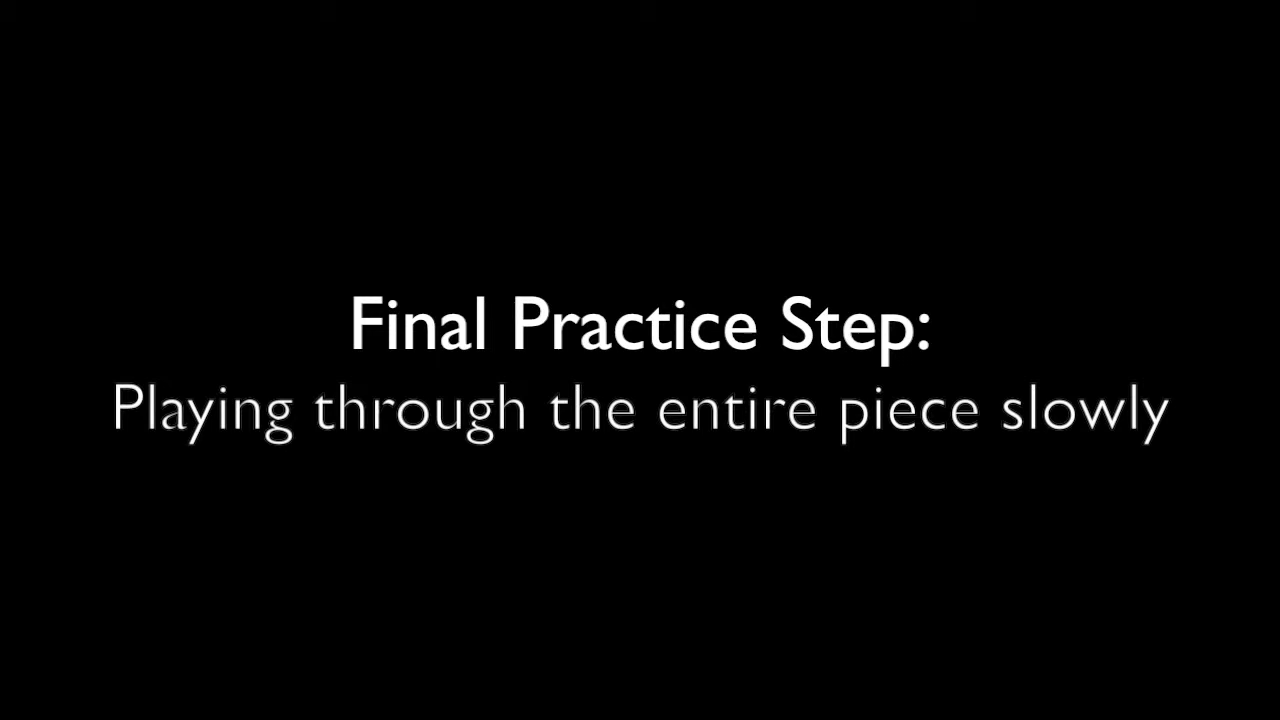 Final Practice Step:
Playing through the entire piece slowly